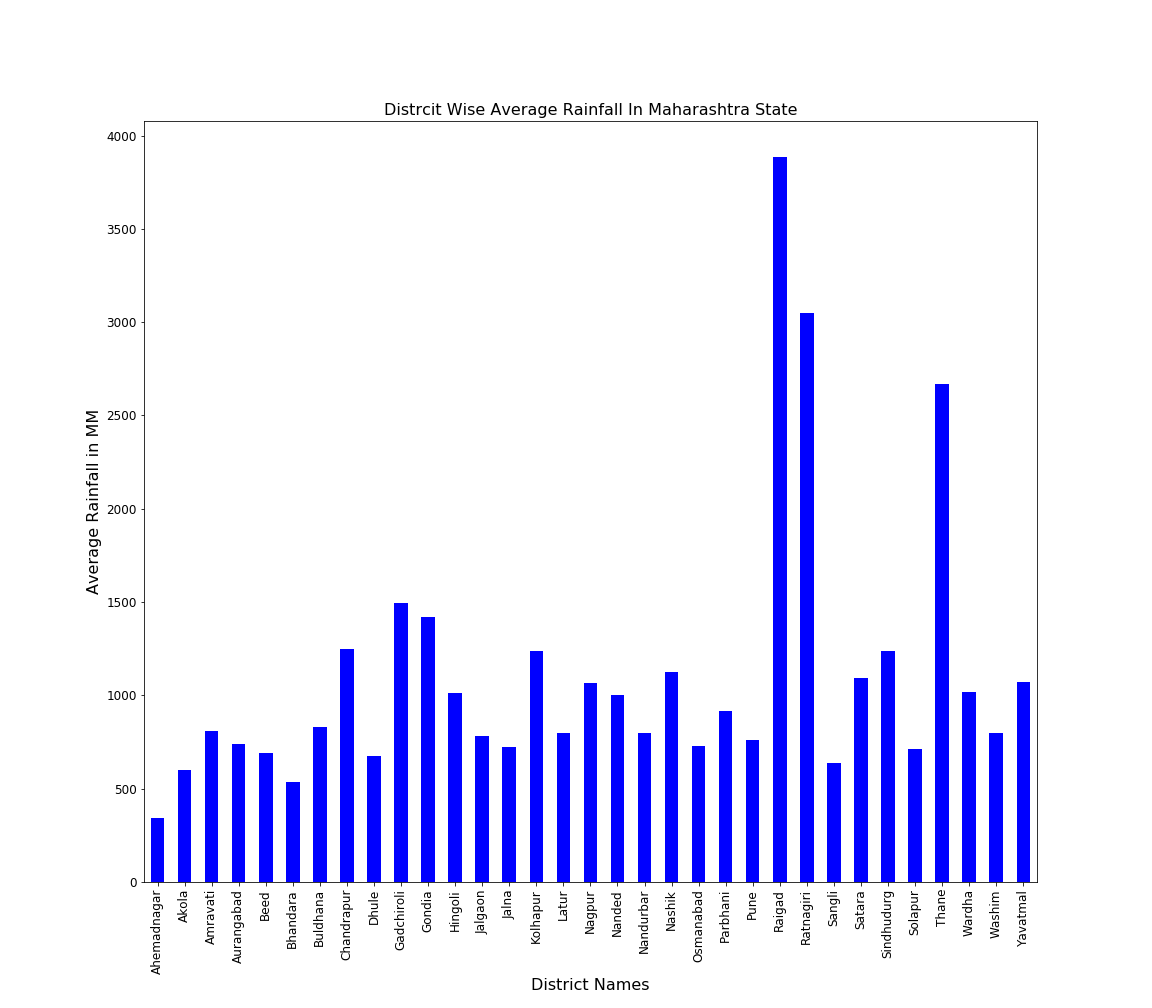 Distrcit Wise Average Rainfall In Maharashtra State
4000
3500
3000
2500
2000
1500
1000
500
0
Average Rainfall in MM
Ahemadnagar
Akola
Amravati
Aurangabad
Beed
Bhandara
Buldhana
Chandrapur
Dhule
Gadchiroli
Gondia
Hingoli
Jalgaon
Jalna
Kolhapur
Latur
Nagpur
Nanded
Nandurbar
Nashik
Osmanabad
Parbhani
Pune
Raigad
Ratnagiri
Sangli
Satara
Sindhudurg
Solapur
Thane
Wardha
Washim
Yavatmal
District Names